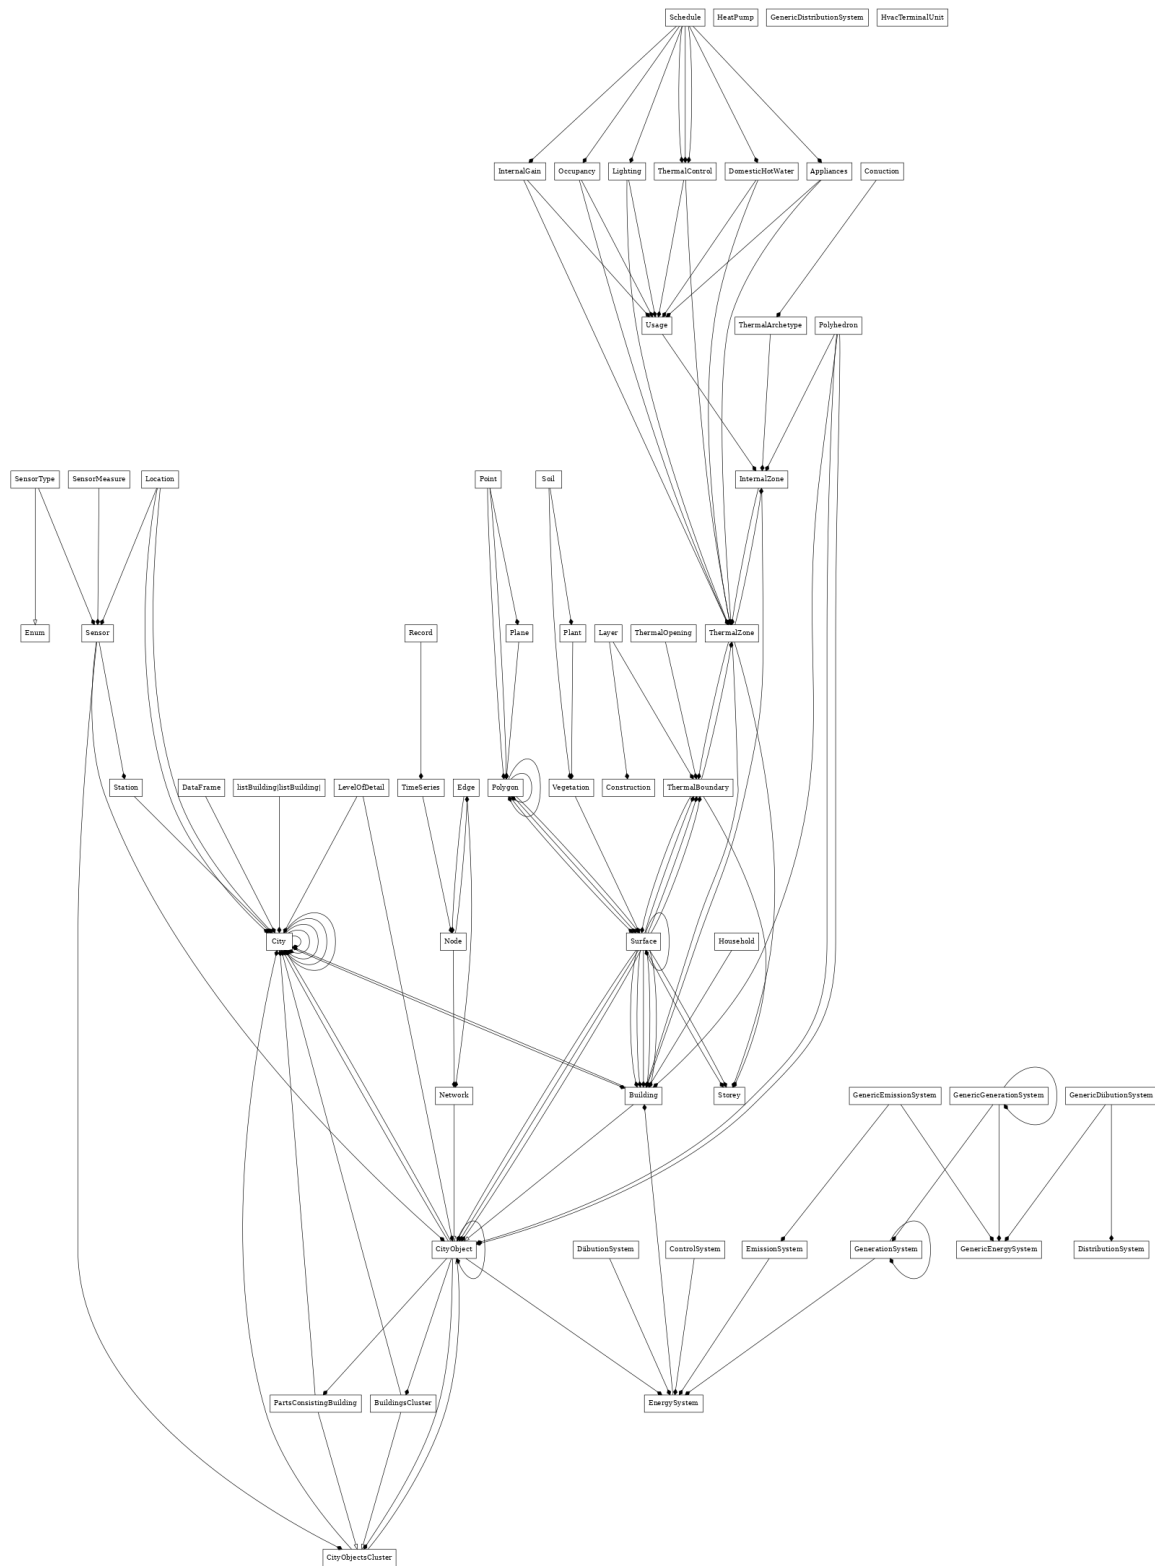 Schedule
HeatPump
GenericDistributionSystem
HvacTerminalUnit
InternalGain
Occupancy
Lighting
ThermalControl
DomesticHotWater
Appliances
Conuction
Usage
ThermalArchetype
Polyhedron
SensorType
SensorMeasure
Location
Point
Soil
InternalZone
Enum
Sensor
Record
Plane
Plant
Layer
ThermalOpening
ThermalZone
Station
DataFrame
listBuilding|listBuilding|
LevelOfDetail
TimeSeries
Edge
Polygon
Vegetation
Construction
ThermalBoundary
City
Node
Surface
Household
Network
Building
Storey
GenericEmissionSystem
GenericGenerationSystem
GenericDiibutionSystem
CityObject
DiibutionSystem
ControlSystem
EmissionSystem
GenerationSystem
GenericEnergySystem
DistributionSystem
PartsConsistingBuilding
BuildingsCluster
EnergySystem
CityObjectsCluster